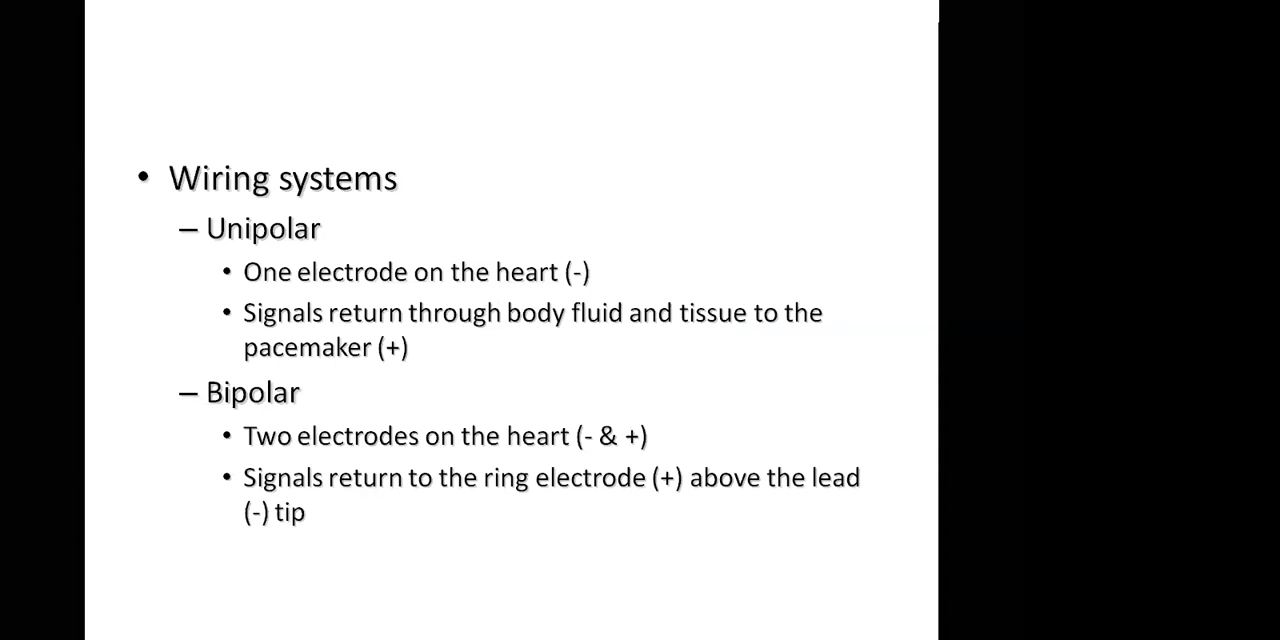 • Wiring systems
– Unipolar
• One electrode on the heart (-)
• Signals return through body fluid and tissue to the
pacemaker (+)
– Bipolar
• Two electrodes on the heart (- & +)
• Signals return to the ring electrode (+) above the lead
(-) tip